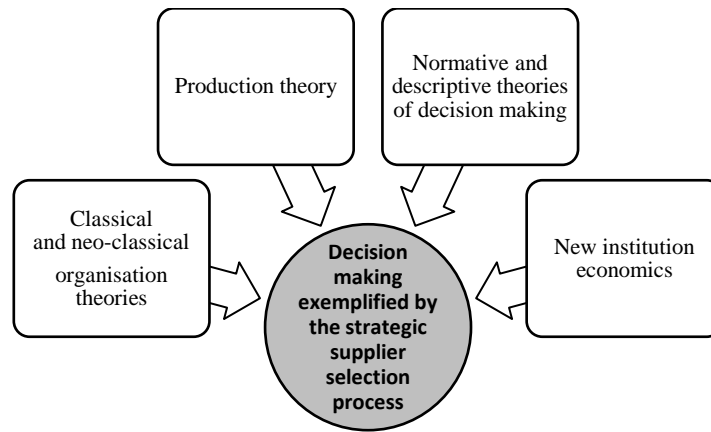 Production theory
Normative and
descriptive theories
of decision making
Classical
and neo-classical
organisation theories
New institution
economics
Decision
making
exemplified by
the strategic
supplier
selection
process